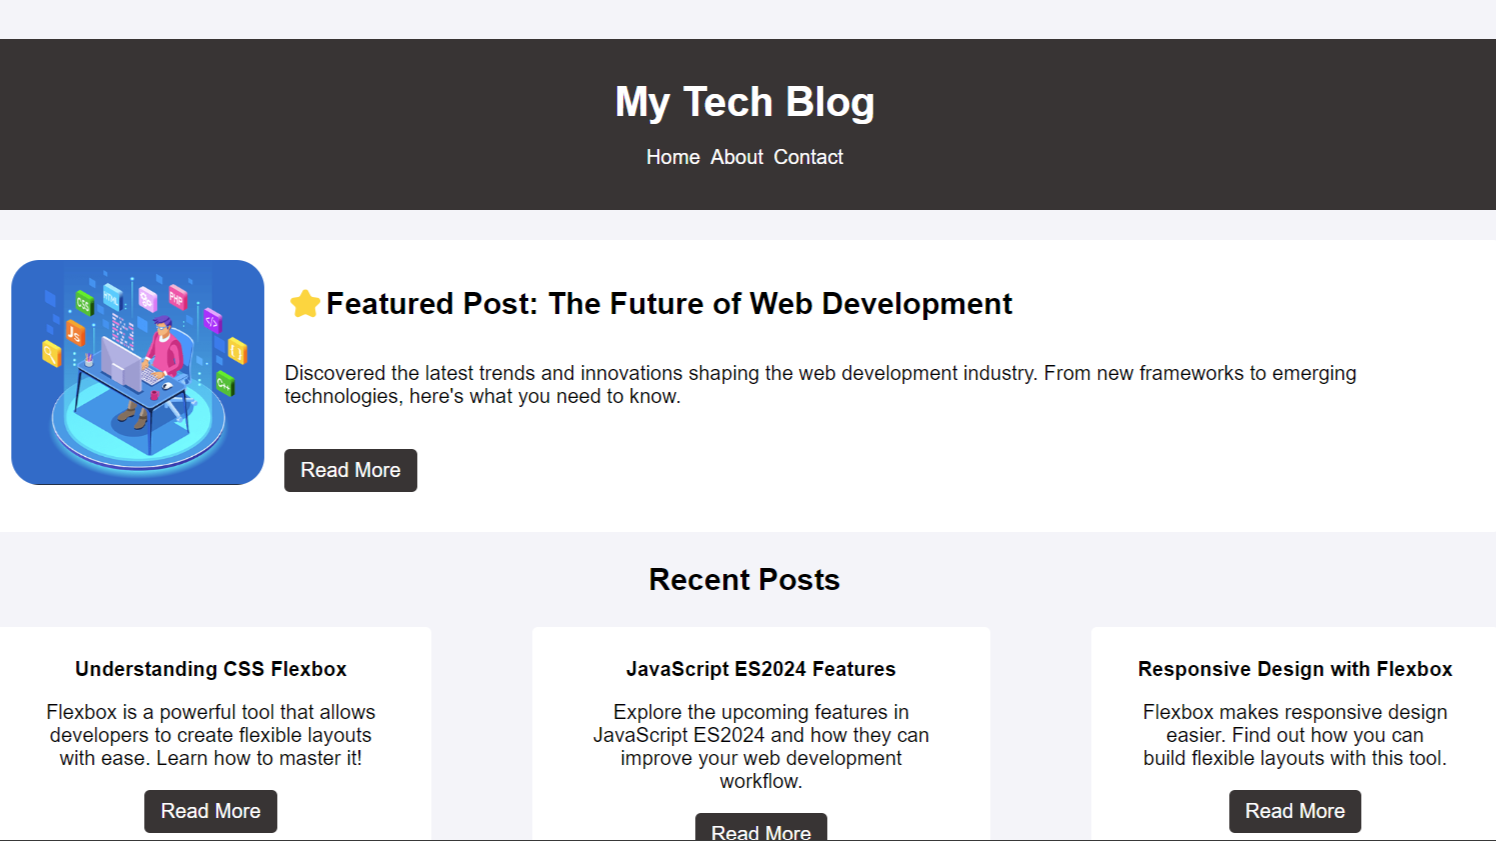 My Tech Blog
Home About Contact
CSS
HTML
PHP
Js
</>
{ }
C++
Featured Post: The Future of Web Development
Discovered the latest trends and innovations shaping the web development industry. From new frameworks to emerging
technologies, here's what you need to know.
Read More
Recent Posts
Understanding CSS Flexbox
Flexbox is a powerful tool that allows
developers to create flexible layouts
with ease. Learn how to master it!
Read More
JavaScript ES2024 Features
Explore the upcoming features in
JavaScript ES2024 and how they can
improve your web development
workflow.
Read More
Responsive Design with Flexbox
Flexbox makes responsive design
easier. Find out how you can
build flexible layouts with this tool.
Read More